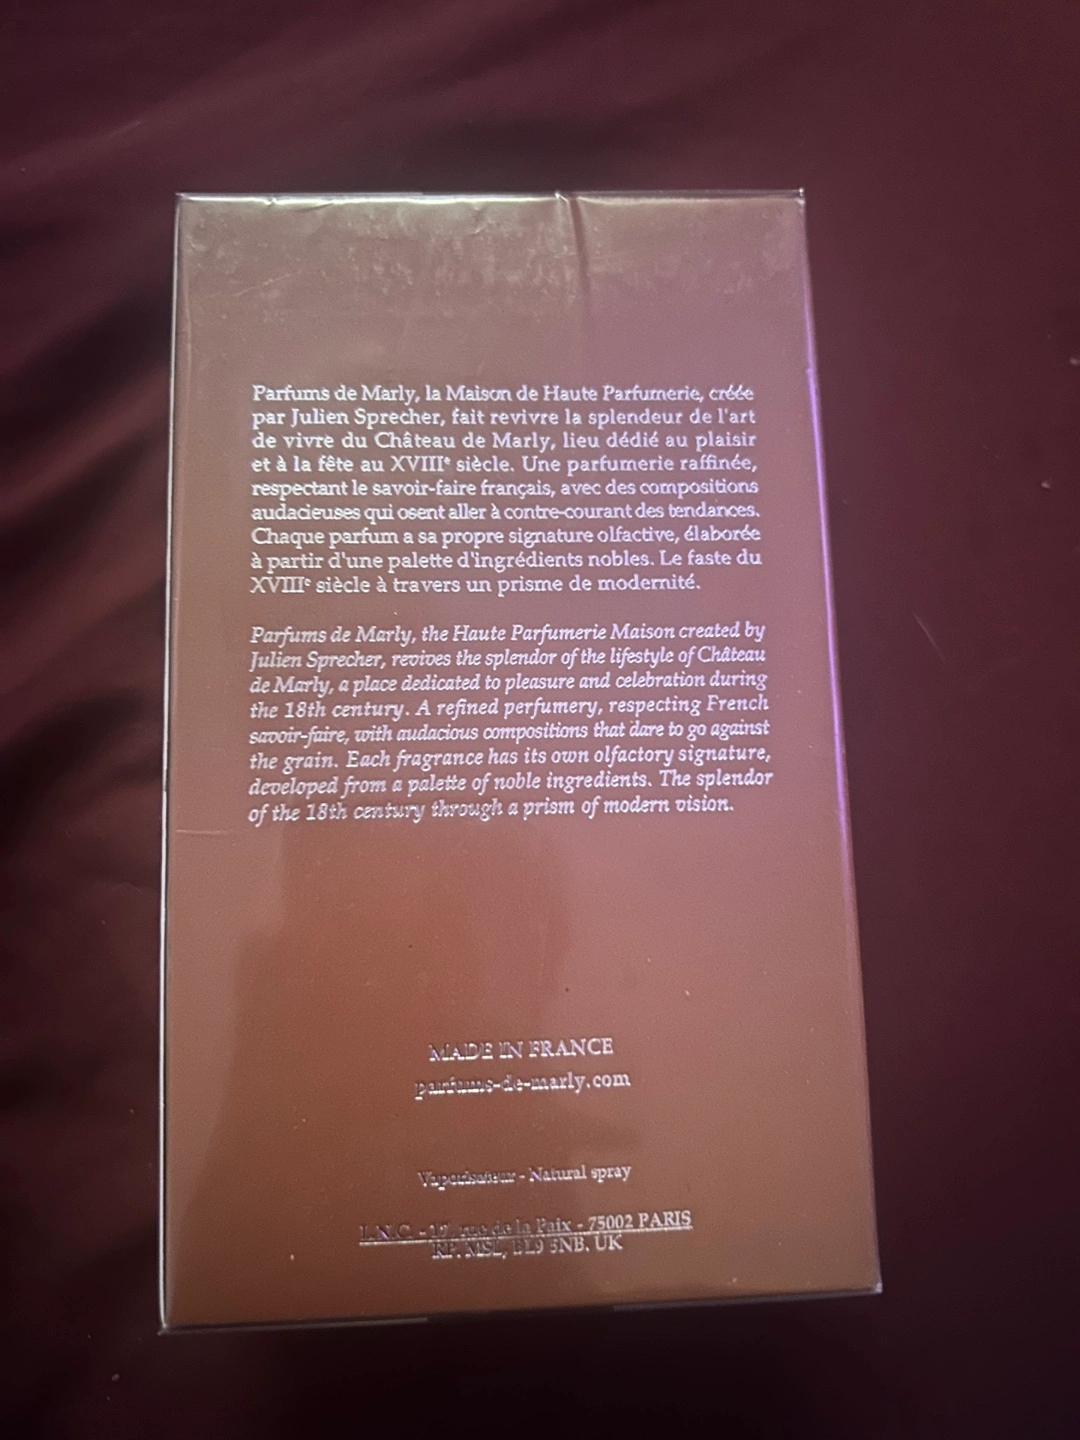 Parfums de Marly, la Maison de Haute Parfumerie, créée
par Julien Sprecher, fait revivre la splendeur de l'art
de vivre du Château de Marly, lieu dédié au plaisir
et à la fête au XVIIIe siècle. Une parfumerie raffinée,
respectant le savoir-faire français, avec des compositions
audacieuses qui osent aller à contre-courant des tendances.
Chaque parfum a sa propre signature olfactive, élaborée
à partir d'une palette d'ingrédients nobles. Le faste du
XVIIIe siècle à travers un prisme de modernité.
Parfums de Marly, the Haute Parfumerie Maison created by
Julien Sprecher, revives the splendor of the lifestyle of Château
de Marly, a place dedicated to pleasure and celebration during
the 18th century. A refined perfumery, respecting French
savoir-faire, with audacious compositions that dare to go against
the grain. Each fragrance has its own olfactory signature,
developed from a palette of noble ingredients. The splendor
of the 18th century through a prism of modern vision.
MADE IN FRANCE
parfums-de-marly.com
Vaporisateur - Natural spray
rue de la Paix - 75002 PARIS
RP. MSL, 5NB, UK